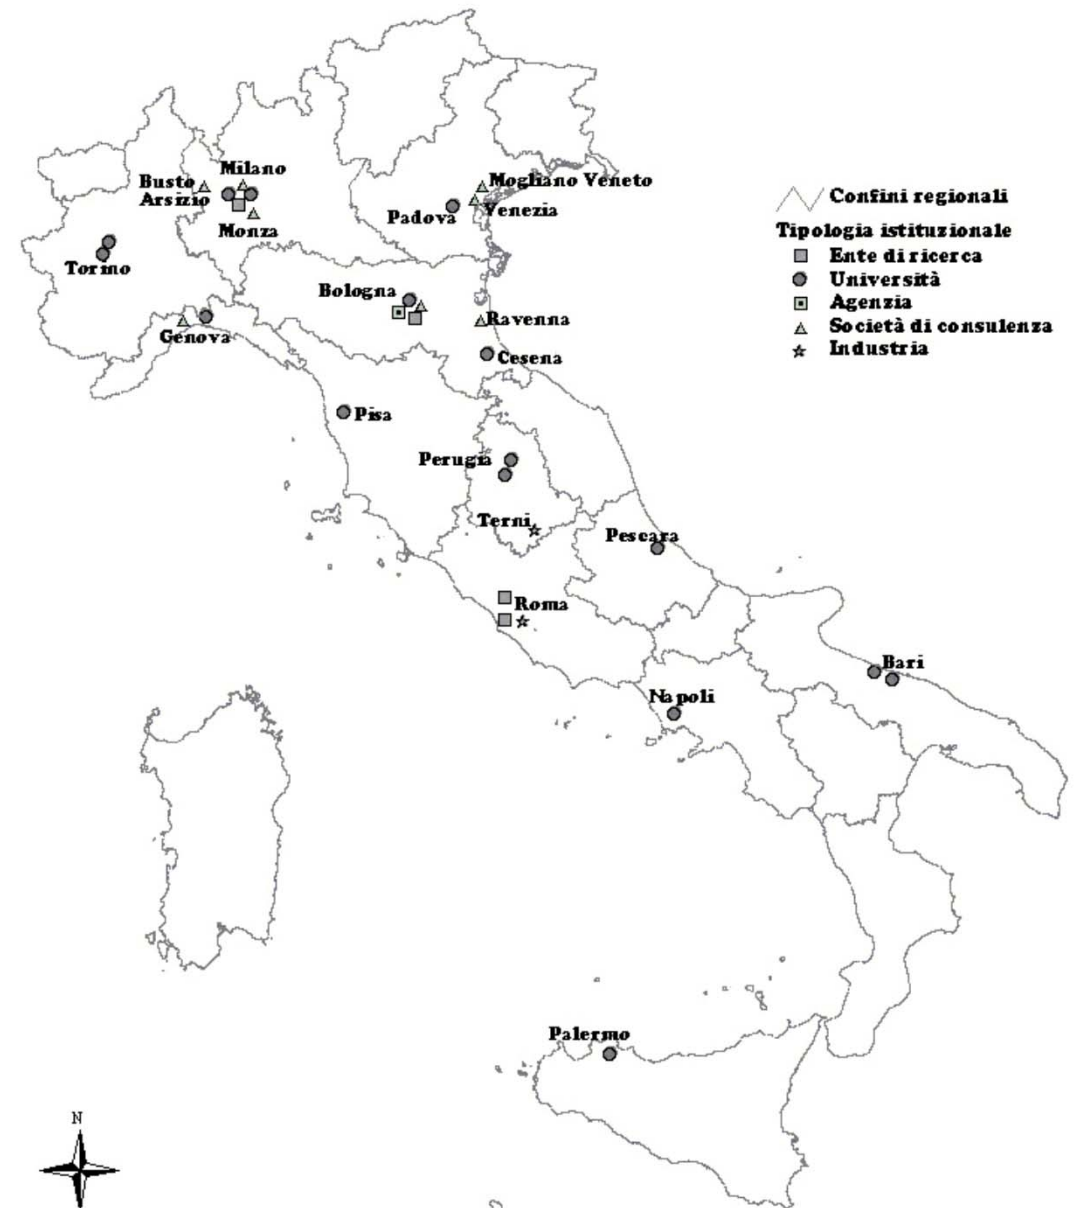 Milano
Busto
Arsizio
Monza
Mogliano Veneto
Venezia
Padova
Torino
Bologna
Ravenna
Genova
Cesena
Pisa
Perugia
Terni
Pescara
Roma
Bari
Napoli
Palermo
N
Confini regionali
Tipologia istituzionale
Ente di ricerca
Università
Agenzia
Società di consulenza
Industria